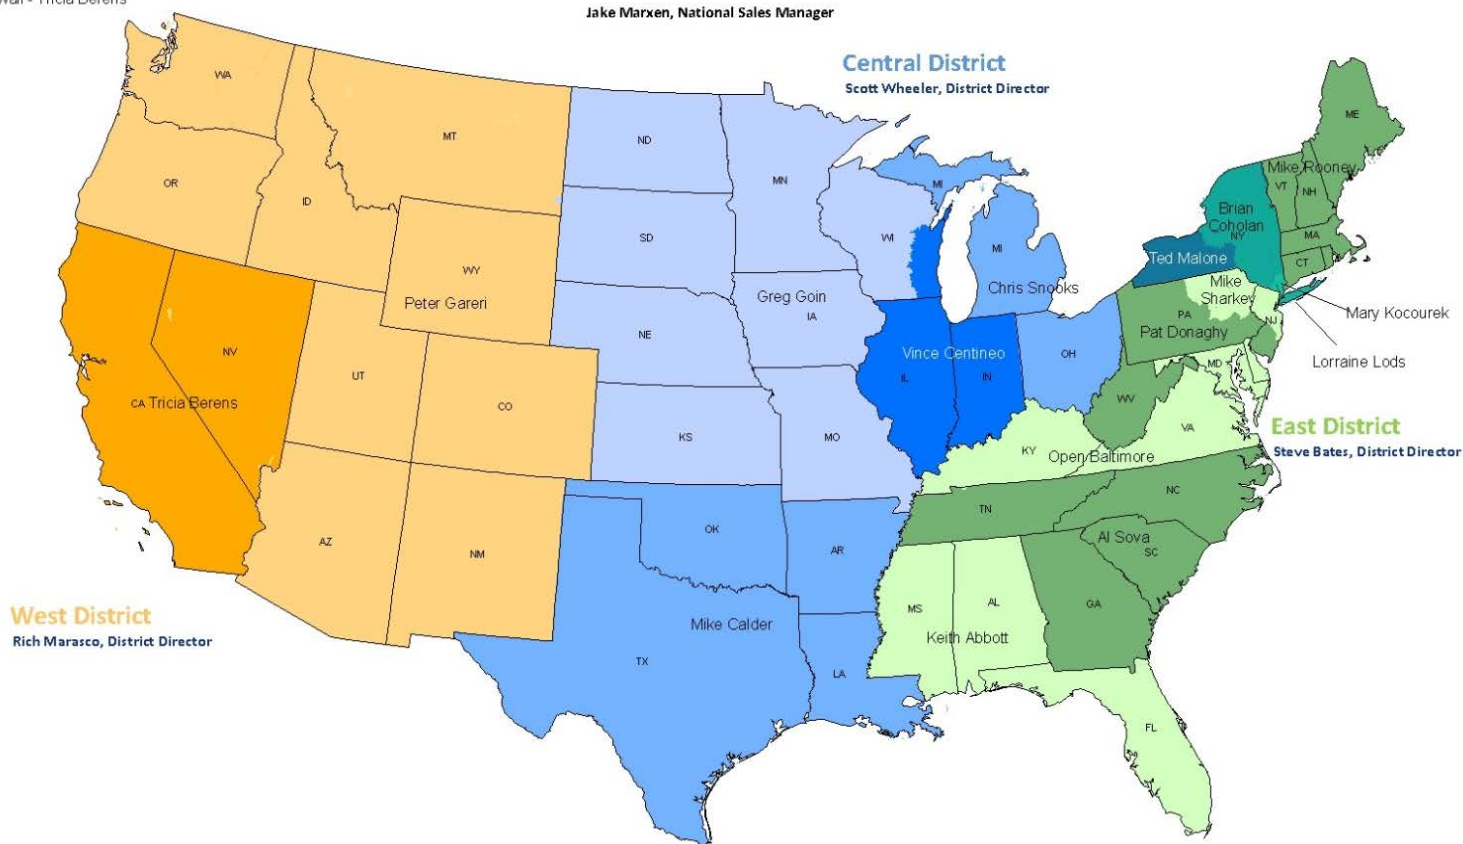 Tricia Berens
Jake Marxen, National Sales Manager
Central District
Scott Wheeler, District Director
WA
MT
ND
MN
ME
OR
ID
SD
WI
MI
MI
Mike Rooney
VT
NH
Brian
Coholan
NY
MA
CT
Ted Malone
WY
Peter Gareri
Greg Goin
IA
Chris Snooks
Mike
Sharkey
Mary Kocourek
NE
PA
Pat Donaghy
NJ
NV
Vince Centineo
OH
Lorraine Lods
UT
IL
IN
MD
CA Tricia Berens
CO
KS
MO
WV
VA
East District
Steve Bates, District Director
KY
Open/Baltimore
AZ
NM
OK
AR
TN
NC
Al Sova
SC
West District
Rich Marasco, District Director
Mike Calder
TX
LA
MS
AL
GA
Keith Abbott
FL